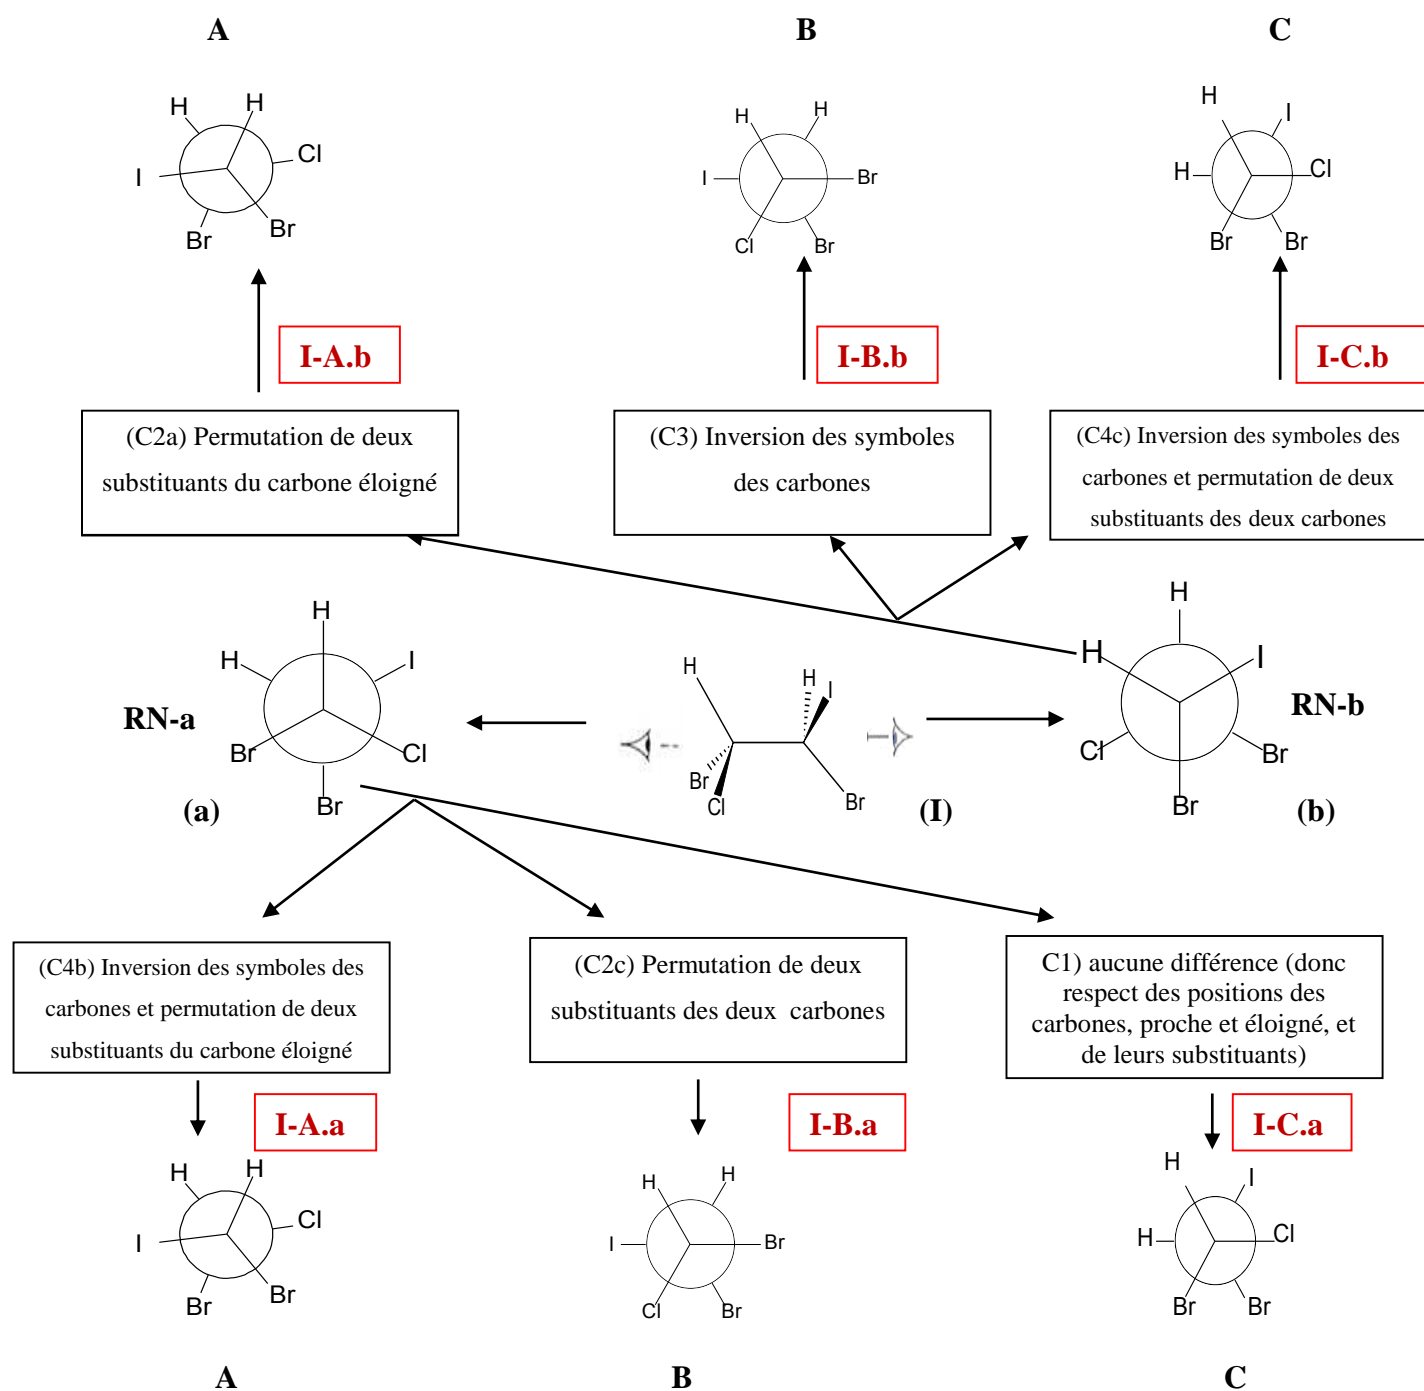 A
B
C
H
H
Cl
I
Br
Br
H
H
I
Br
Cl
Br
H
I
H
Cl
Br
Br
I-A.b
I-B.b
I-C.b
(C2a) Permutation de deux
substituants du carbone éloigné
(C3) Inversion des symboles
des carbones
(C4c) Inversion des symboles des
carbones et permutation de deux
substituants des deux carbones
H
H
I
RN-a
Br
Cl
Br
(a)
H
H
I
Br
Cl
Br
(I)
H
H
I
RN-b
Cl
Br
Br
(b)
(C4b) Inversion des symboles des
carbones et permutation de deux
substituants du carbone éloigné
(C2c) Permutation de deux
substituants des deux carbones
C1) aucune différence (donc
respect des positions des
carbones, proche et éloigné, et
de leurs substituants)
I-A.a
I-B.a
I-C.a
H
H
Cl
I
Br
Br
H
H
I
Br
Cl
Br
H
I
H
Cl
Br
Br
A
B
C